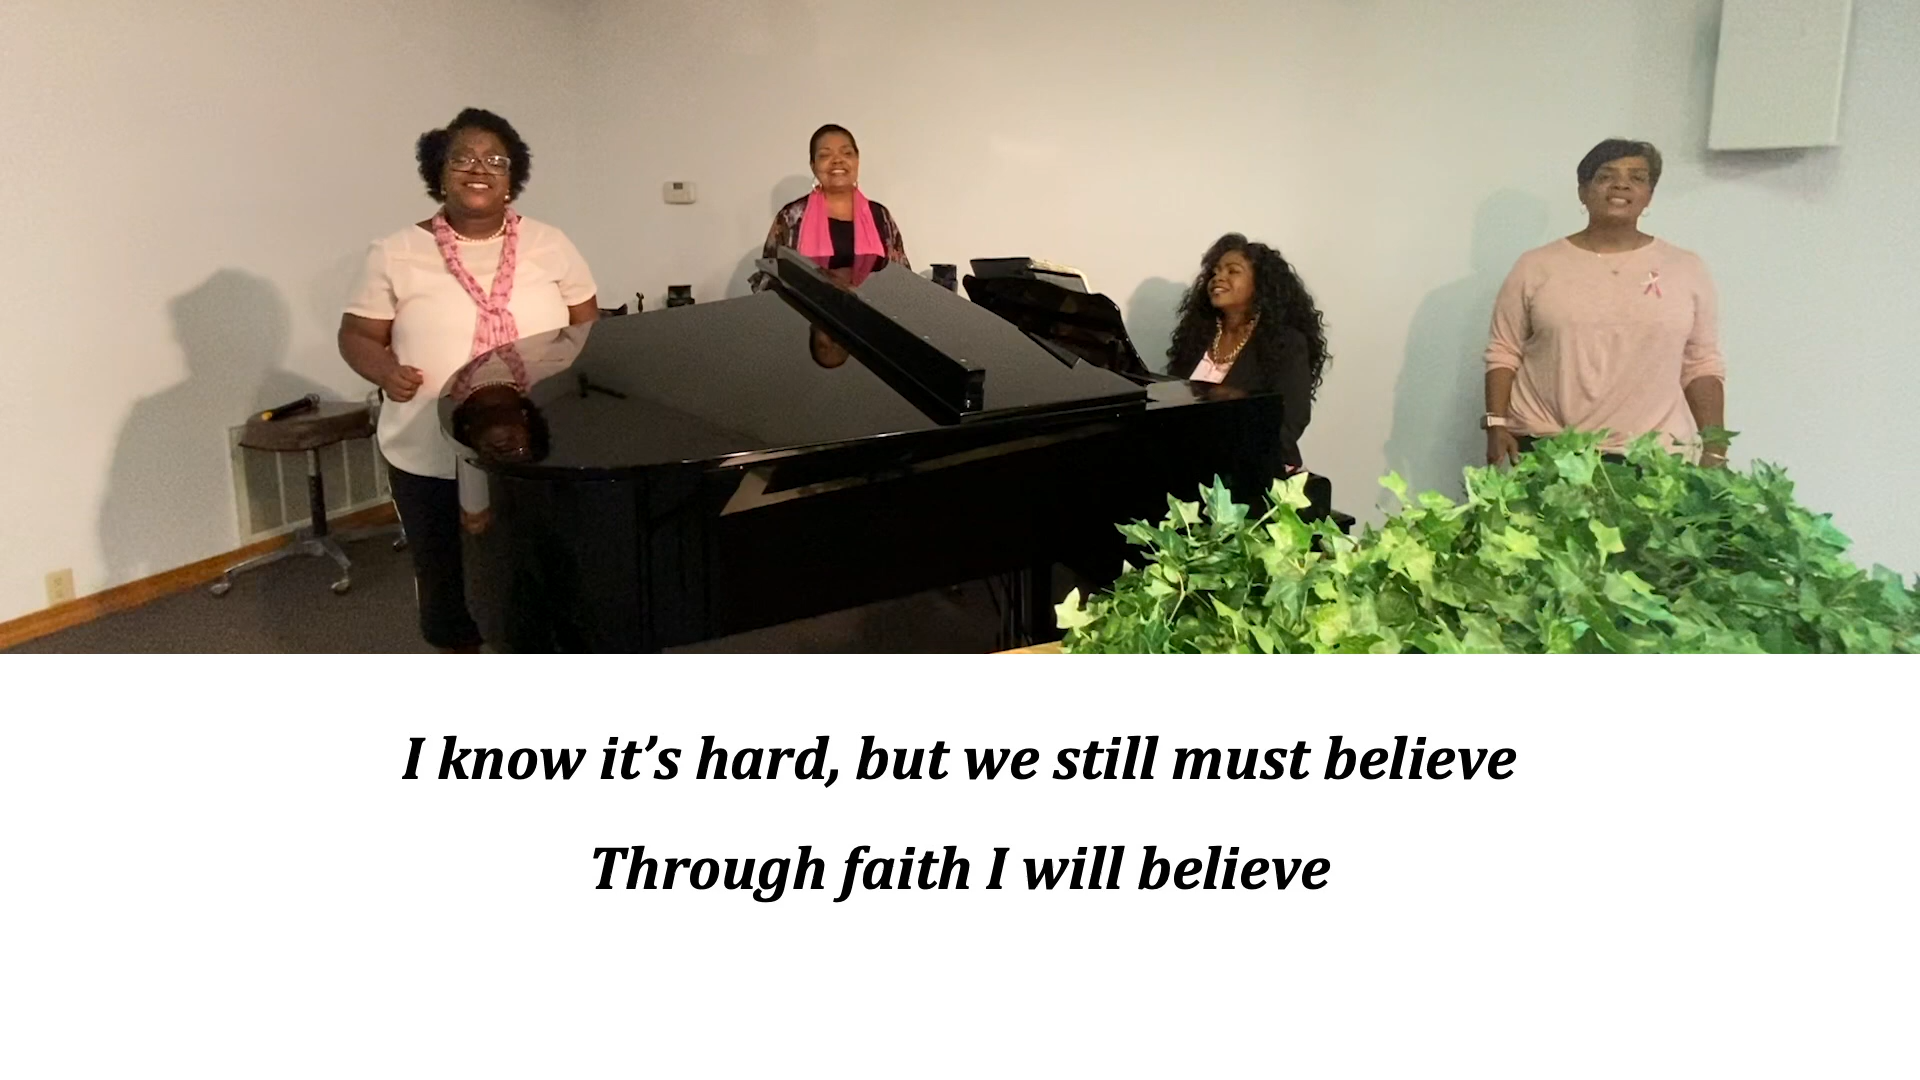 I know it’s hard, but we still must believe
Through faith I will believe